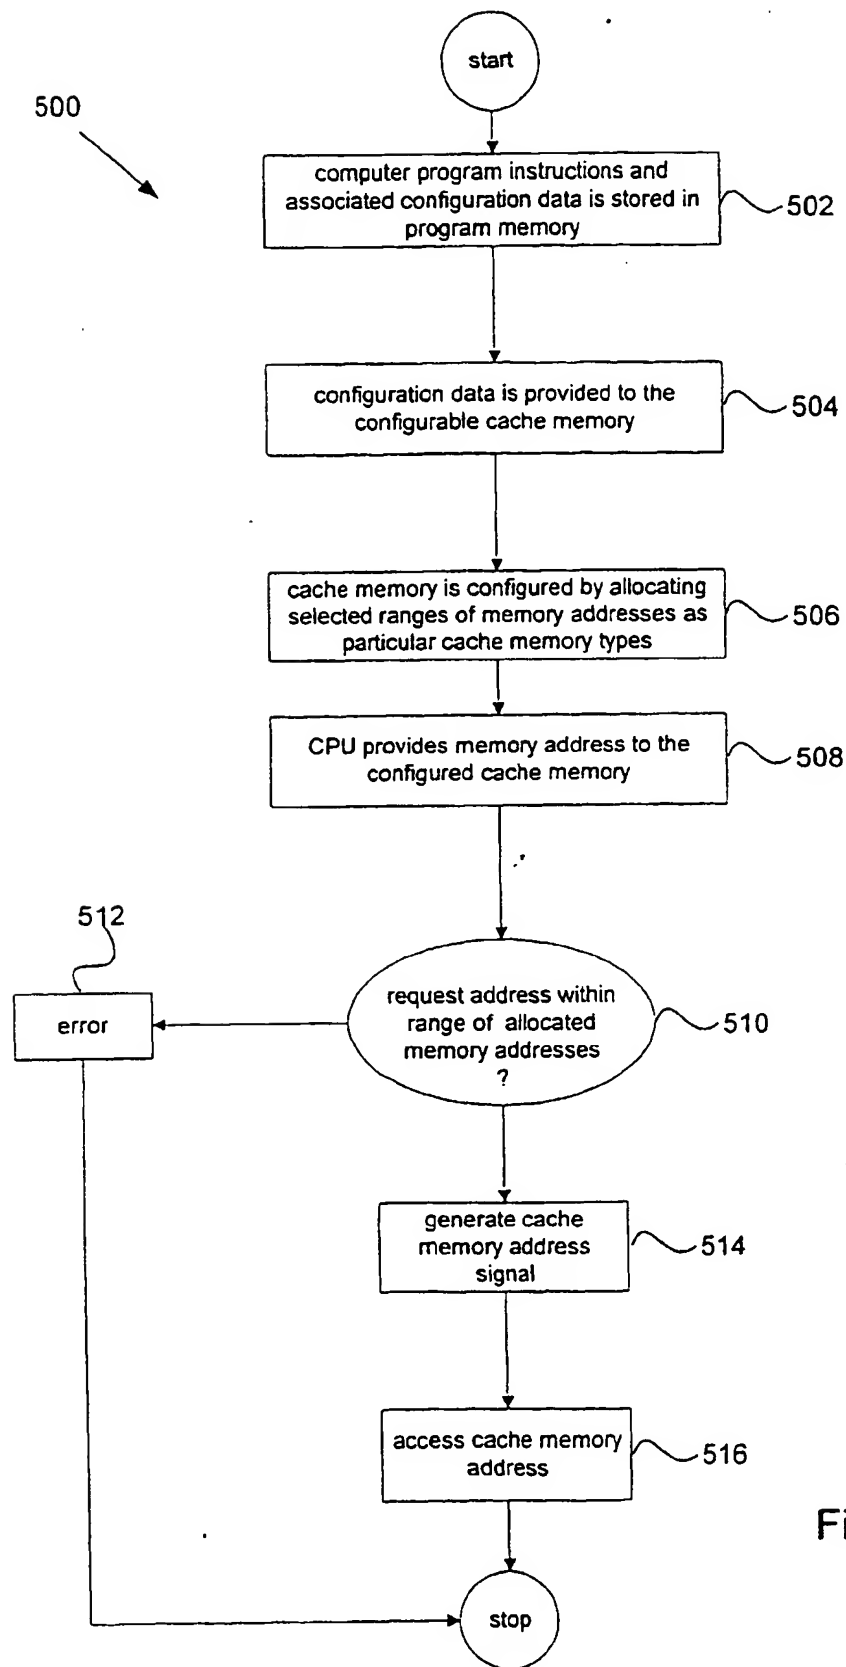 start
500
computer program instructions and
associated configuration data is stored in
program memory
502
configuration data is provided to the
configurable cache memory
504
cache memory is configured by allocating
selected ranges of memory addresses as
particular cache memory types
506
CPU provides memory address to the
configured cache memory
508
512
error
request address within
range of allocated
memory addresses
?
510
generate cache
memory address
signal
514
access cache memory
address
516
stop